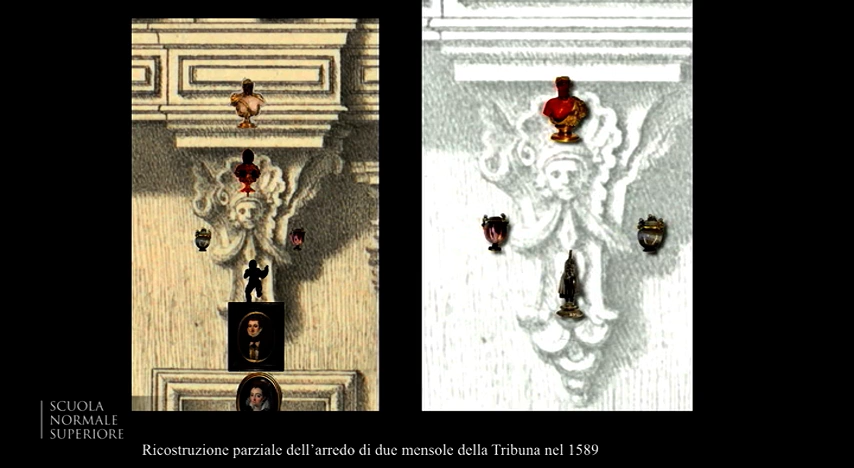 SCUOLA
NORMALE
SUPERIORE
Ricostruzione parziale dell'arredo di due mensole della Tribuna nel 1589